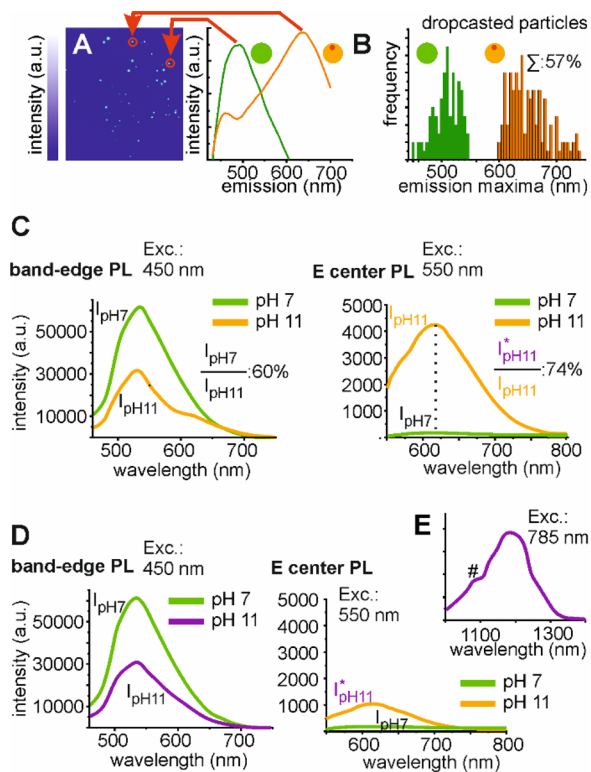 A
intensity (a.u.)
intensity (a.u.)
400 500 600 700
emission (nm)
B
dropcasted particles
∑:57%
frequency
500 600 700
emission maxima (nm)
C
band-edge PL
Exc.:
450 nm
I pH7
pH 7
pH 11
50000
30000
10000
I pH7
I pH11
:60%
I pH11
intensity (a.u.)
500 600 700
wavelength (nm)
E center PL
Exc.:
550 nm
5000
4000
3000
2000
1000
I pH11
pH 7
pH 11
I* pH11
I pH11
:74%
I pH7
600 700 800
wavelength (nm)
D
band-edge PL
Exc.:
450 nm
I pH7
pH 7
pH 11
50000
30000
10000
I pH11
intensity (a.u.)
500 600 700
wavelength (nm)
E center PL
Exc.:
550 nm
5000
4000
3000
2000
1000
I* pH11
I pH7
pH 7
pH 11
600 700 800
wavelength (nm)
E
Exc.:
785 nm
#
1100 1300
wavelength (nm)